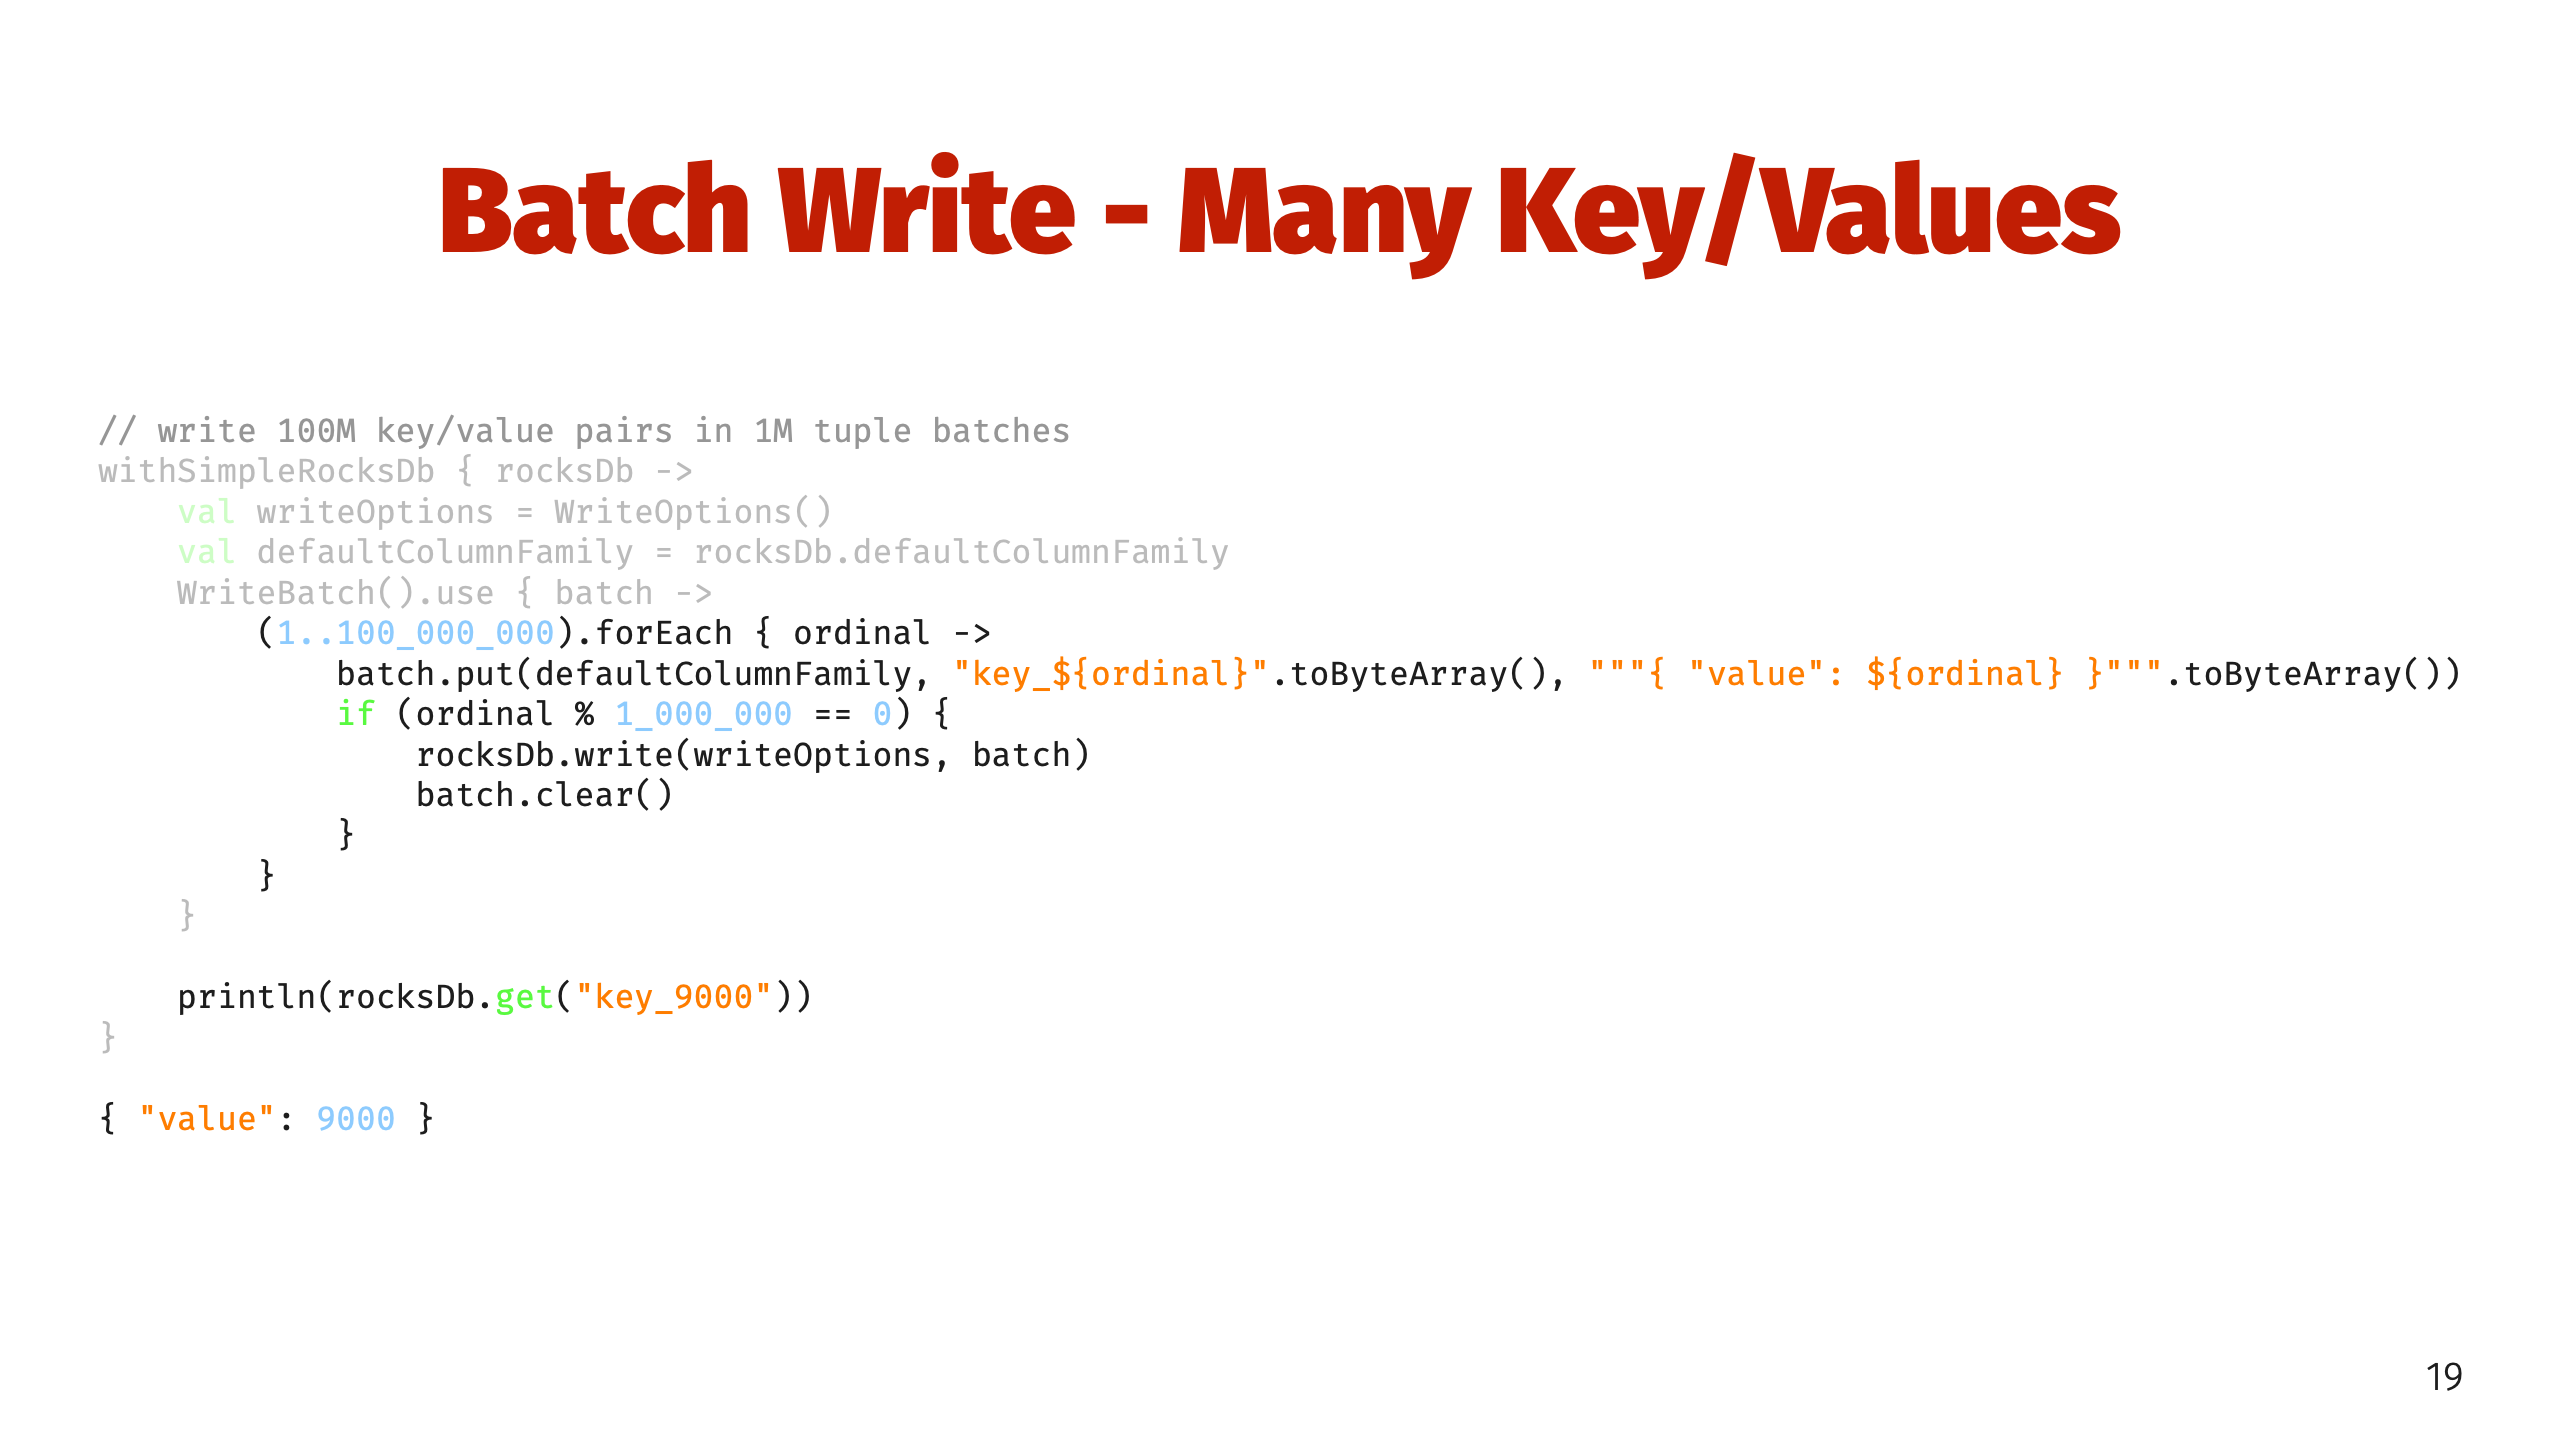 Batch Write - Many Key/Values
// write 100M key/value pairs in 1M tuple batches
withSimpleRocksDb { rocksDb ->
    val writeOptions = WriteOptions()
    val defaultColumnFamily = rocksDb.defaultColumnFamily
    WriteBatch().use { batch ->
        (1..100_000_000).forEach { ordinal ->
            batch.put(defaultColumnFamily, "key_${ordinal}".toByteArray(), """{ "value": ${ordinal} }""".toByteArray())
            if (ordinal % 1_000_000 == 0) {
                rocksDb.write(writeOptions, batch)
                batch.clear()
            }
        }
    }
    println(rocksDb.get("key_9000"))
}
{ "value": 9000 }
19